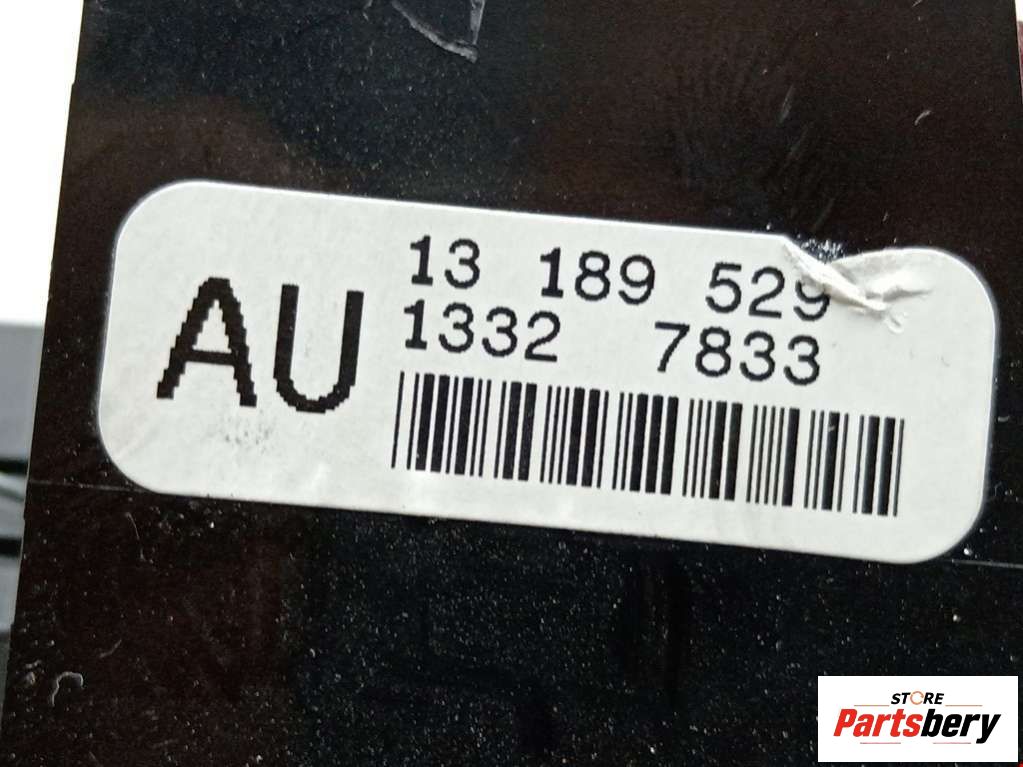 AU
13 189 529
1332 7833
STORE
Partsbery